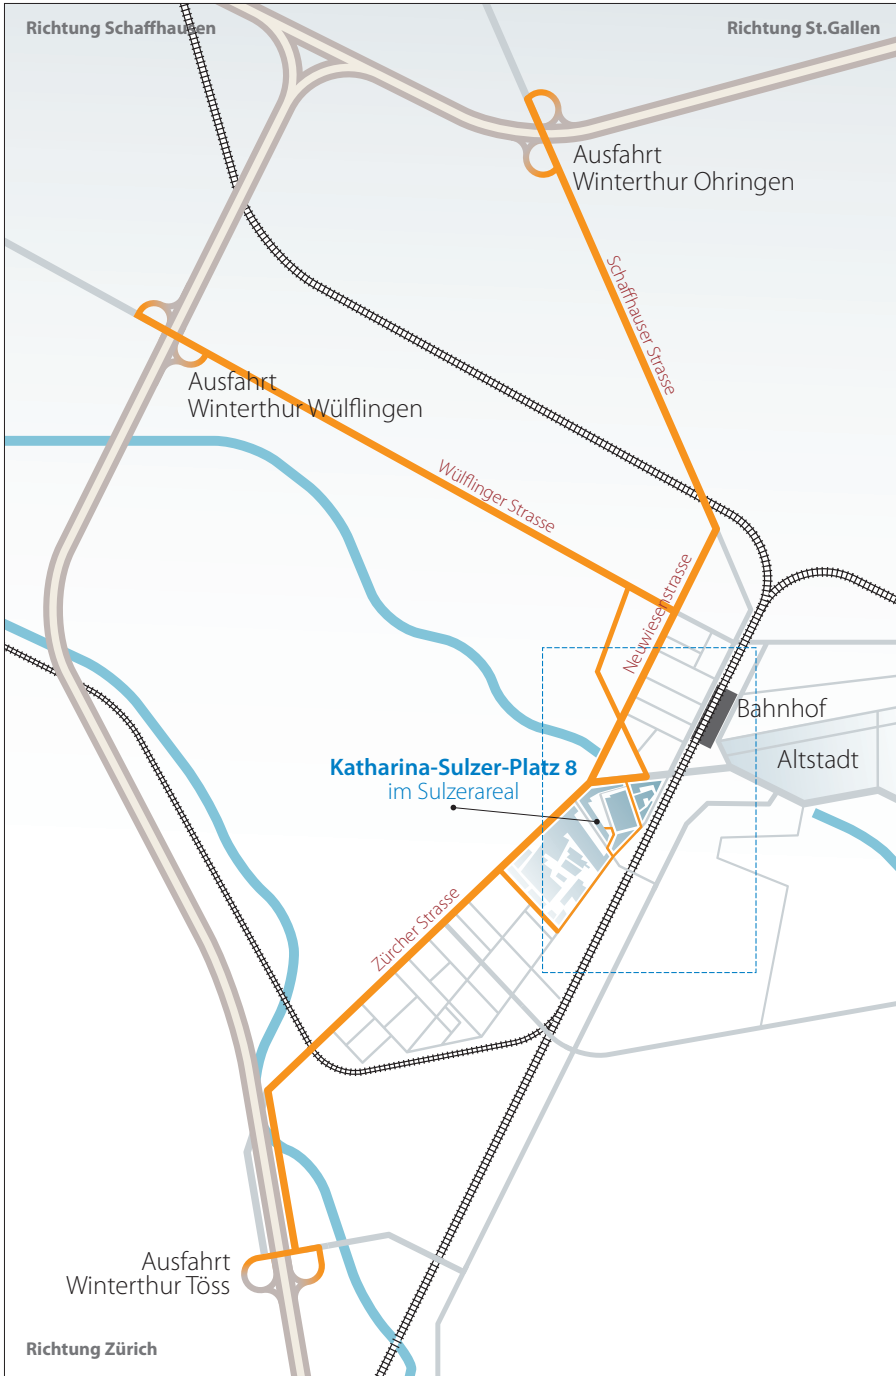 Richtung Schaffhausen
Richtung St.Gallen
Ausfahrt
Winterthur Ohringen
Schaffhauser Strasse
Ausfahrt
Winterthur Wülflingen
Wülflinger Strasse
Neuwiesenstrasse
Bahnhof
Altstadt
Katharina-Sulzer-Platz 8
im Sulzerareal
Zürcher Strasse
Ausfahrt
Winterthur Töss
Richtung Zürich